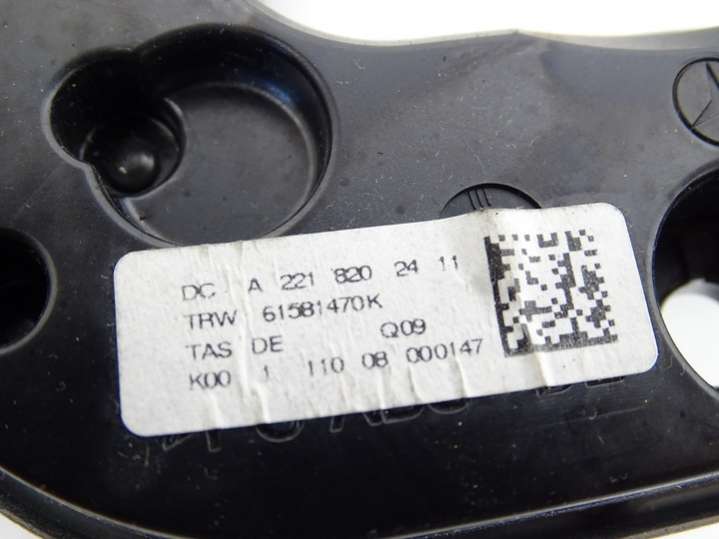 DC A 221 820 24 11
TRW 61581470K
TAS DE Q09
K00 1 110 08 000147